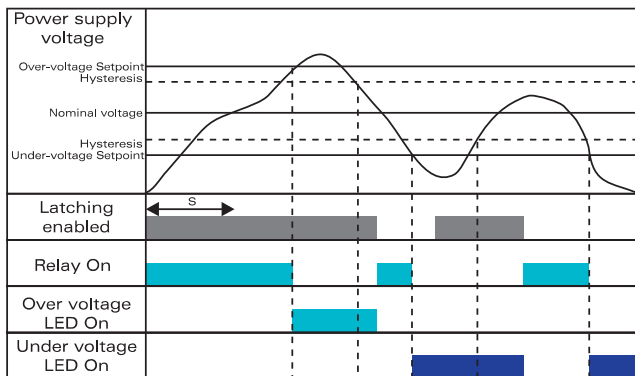 Power supply
voltage
Over-voltage Setpoint
Hysteresis
Nominal voltage
Hysteresis
Under-voltage Setpoint
S
Latching
enabled
Relay On
Over voltage
LED On
Under voltage
LED On